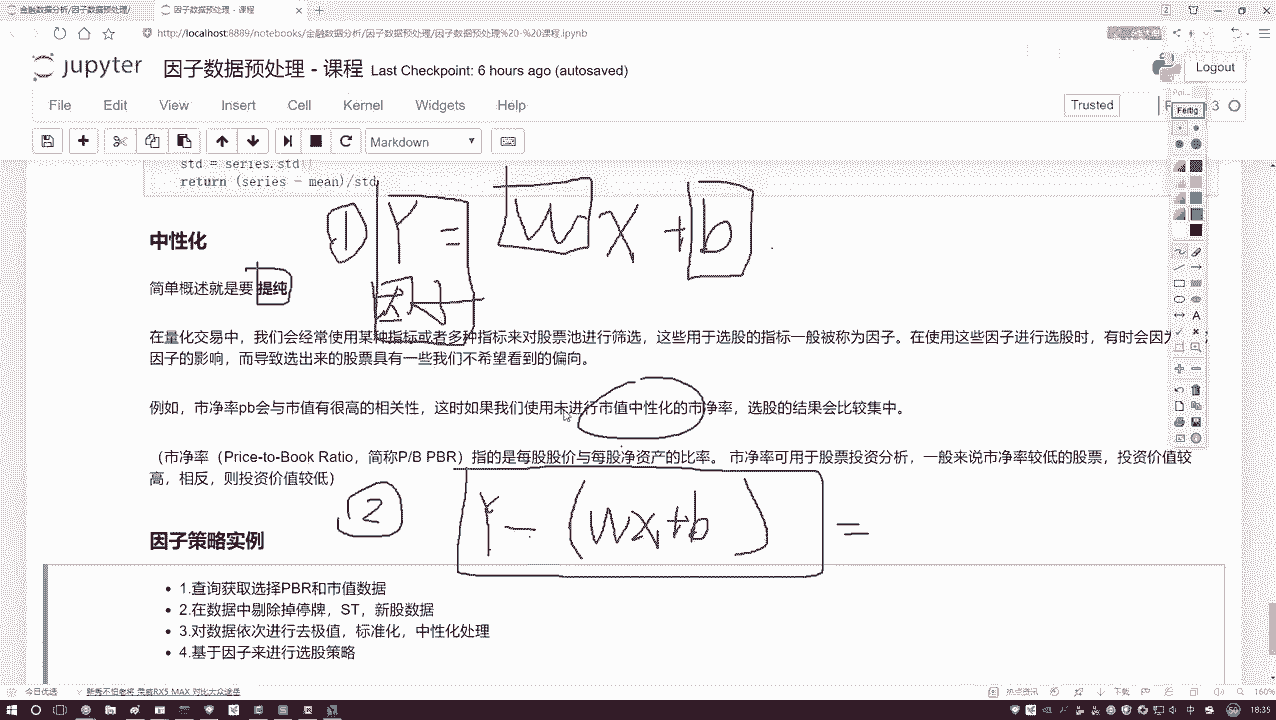 金融数据分析/因子数据预处理/
因子数据预处理 - 课程
http://localhost:8889/notebooks/金融数据分析/因子数据预处理/因子数据预处理%20-%20课程.ipynb
jupyter 因子数据预处理 - 课程 Last Checkpoint: 6 hours ago (autosaved)
Logout
File Edit View Insert Cell Kernel Widgets Help
Trusted
3
Markdown
Fertig
std = series.std()
return (series - mean)/std
① Y = WX + b
因子
中性化
简单概述就是要 提纯
在量化交易中，我们会经常使用某种指标或者多种指标来对股票池进行筛选，这些用于选股的指标一般被称为因子。在使用这些因子进行选股时，有时会因为
因子的影响，而导致选出来的股票具有一些我们不希望看到的偏向。
例如，市净率pb会与市值有很高的相关性，这时如果我们使用未进行市值中性化的市净率，选股的结果会比较集中。
（市净率（Price-to-Book Ratio，简称P/B PBR）指的是每股股价与每股净资产的比率。 市净率可用于股票投资分析，一般来说市净率较低的股票，投资价值较
高，相反，则投资价值较低）
② Y - (WX+b) =
因子策略实例
1.查询获取选择PBR和市值数据
2.在数据中剔除掉停牌，ST，新股数据
3.对数据依次进行去极值，标准化，中性化处理
4.基于因子来进行选股策略
今日优选
热点资讯
下载
160%
中
18:35